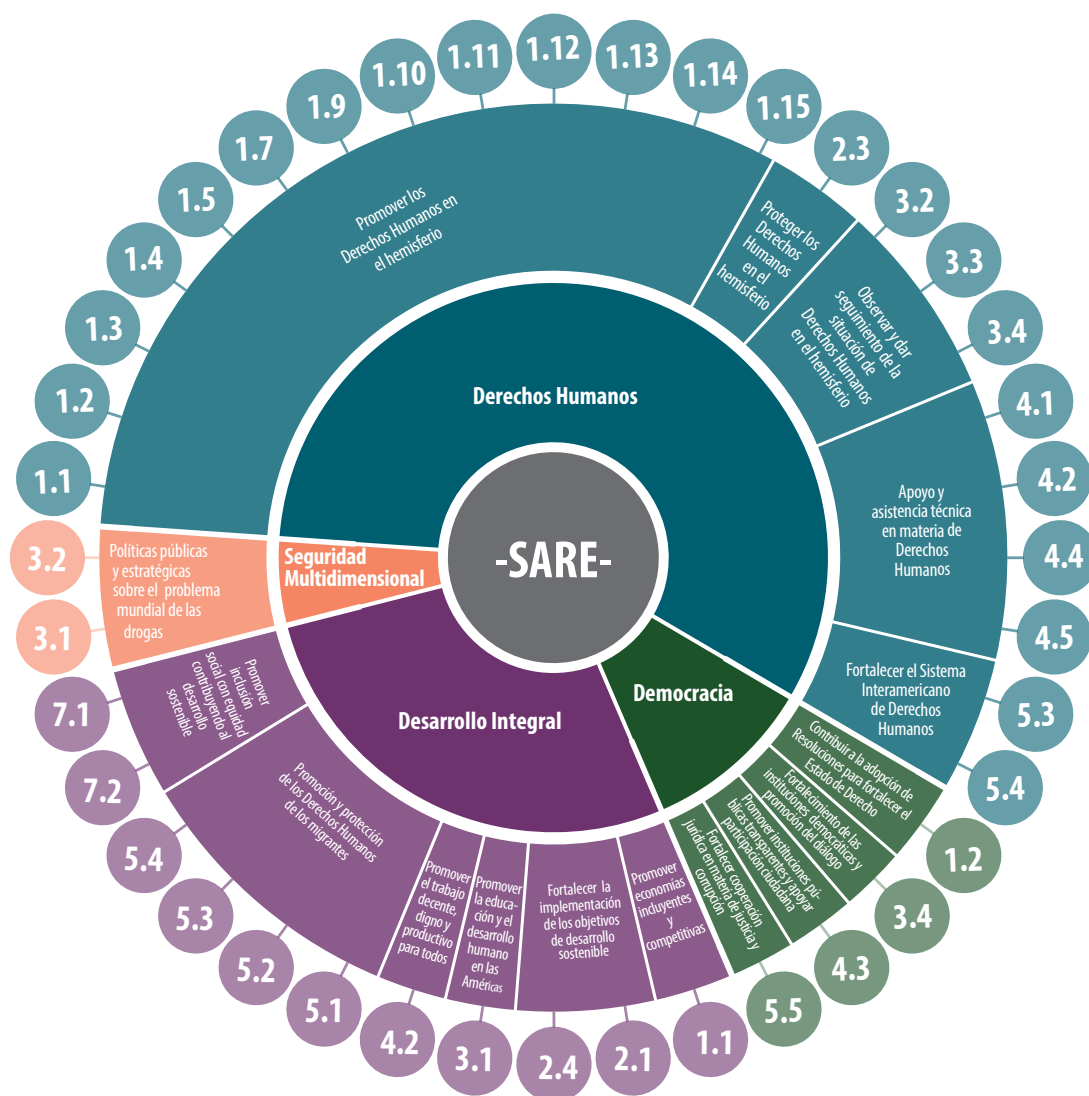 1.1
1.2
1.3
1.4
1.5
1.7
1.9
1.10
1.11
1.12
1.13
1.14
1.15
2.3
3.2
3.3
3.4
4.1
4.2
4.4
4.5
5.3
5.4
Promover los
Derechos Humanos en
el hemisferio
Proteger los
Derechos
Humanos
en el
hemisferio
Observar y dar
seguimiento de la
situación de
Derechos Humanos
en el hemisferio
Apoyo y
asistencia técnica
en materia de
Derechos
Humanos
Fortalecer el Sistema
Interamericano
de Derechos
Humanos
Derechos Humanos
-SARE-
Seguridad
Multidimensional
Políticas públicas
y estratégicas
sobre el problema
mundial de las
drogas
3.2
3.1
Democracia
Contribuir a la adopción de
Resoluciones para fortalecer el
Estado de Derecho
Fortalecimiento de las
instituciones democráticas y
promoción del diálogo
Promover instituciones pú-
blicas transparentes y apoyar
participación ciudadana
Fortalecer cooperación
jurídica en materia de justicia y
corrupción
1.2
3.4
4.3
5.5
Desarrollo Integral
Promover
inclusión
social con equidad
contribuyendo al
desarrollo
sostenible
Promoción y protección
de los Derechos Humanos
de los migrantes
Promover
el trabajo
decente,
digno y
productivo
para todos
Promover
la educa-
ción y el
desarrollo
humano
en las
Américas
Fortalecer la
implementación
de los objetivos
de desarrollo
sostenible
Promover
economías
incluyentes
y
competitivas
7.1
7.2
5.4
5.3
5.2
5.1
4.2
3.1
2.4
2.1
1.1